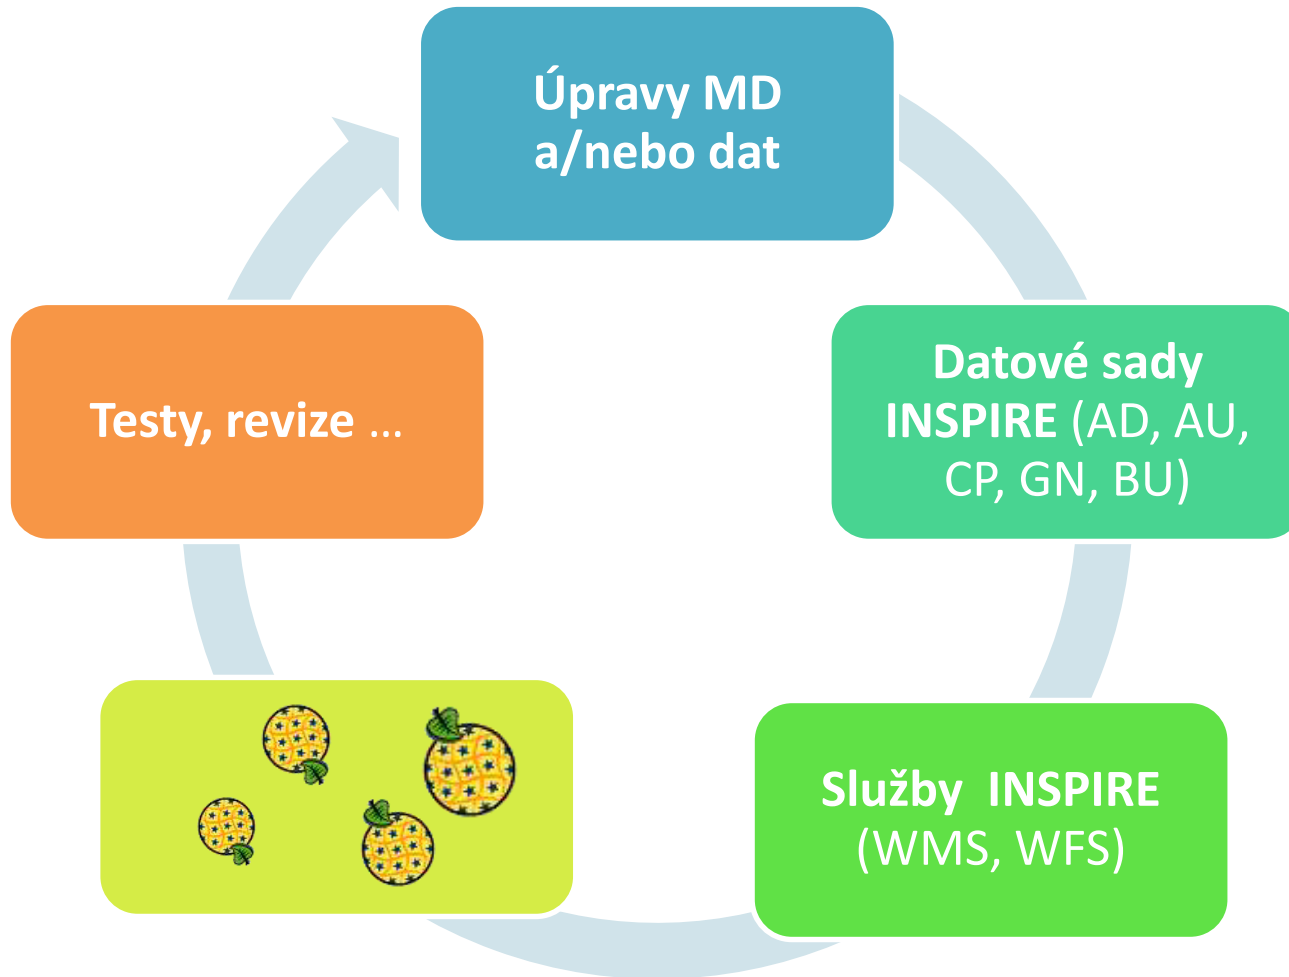 Úpravy MD
a/nebo dat
Datové sady
INSPIRE (AD, AU,
CP, GN, BU)
Služby  INSPIRE
(WMS, WFS)
Testy, revize ...